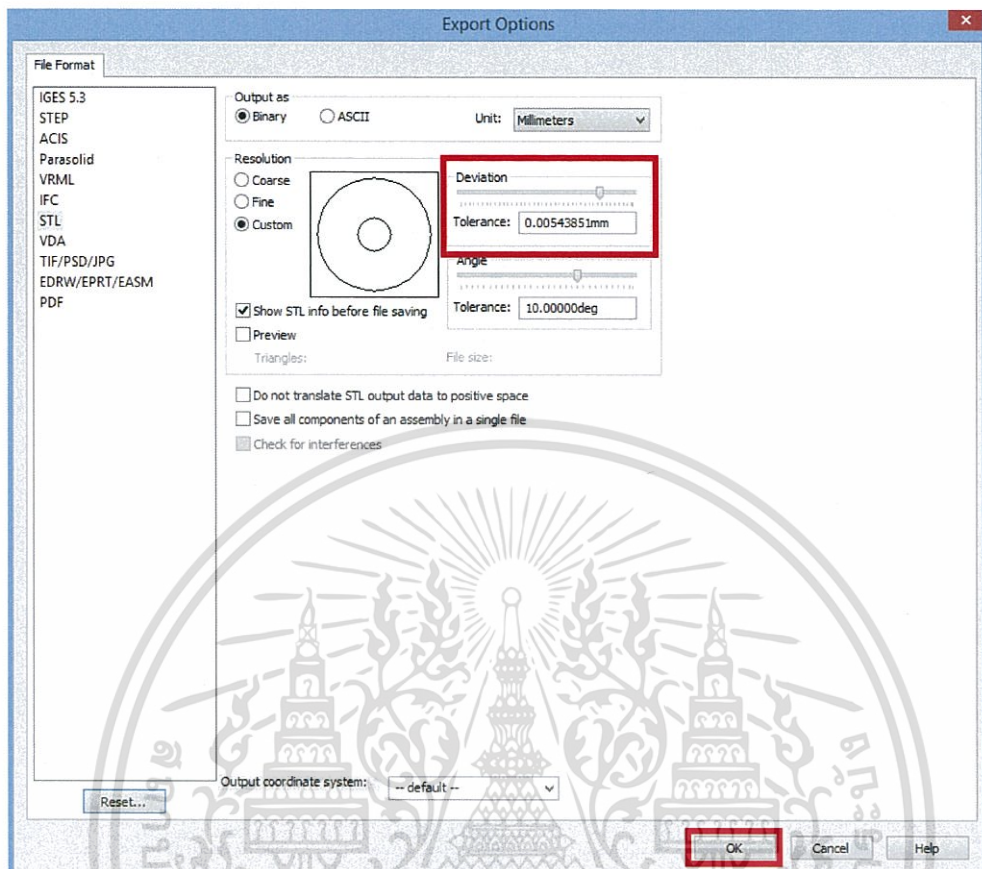 Export Options
File Format
IGES 5.3
STEP
ACIS
Parasolid
VRML
IFC
STL
VDA
TIF/PSD/JPG
EDRW/EPRT/EASM
PDF
Reset...
Output as
Binary ASCII Unit: Millimeters
Resolution
Coarse
Fine
Custom
Deviation
Tolerance: 0.00543851mm
Angle
Tolerance: 10.00000deg
Show STL info before file saving
Preview
Triangles: File size:
Do not translate STL output data to positive space
Save all components of an assembly in a single file
Check for interferences
Output coordinate system: -- default --
OK Cancel Help